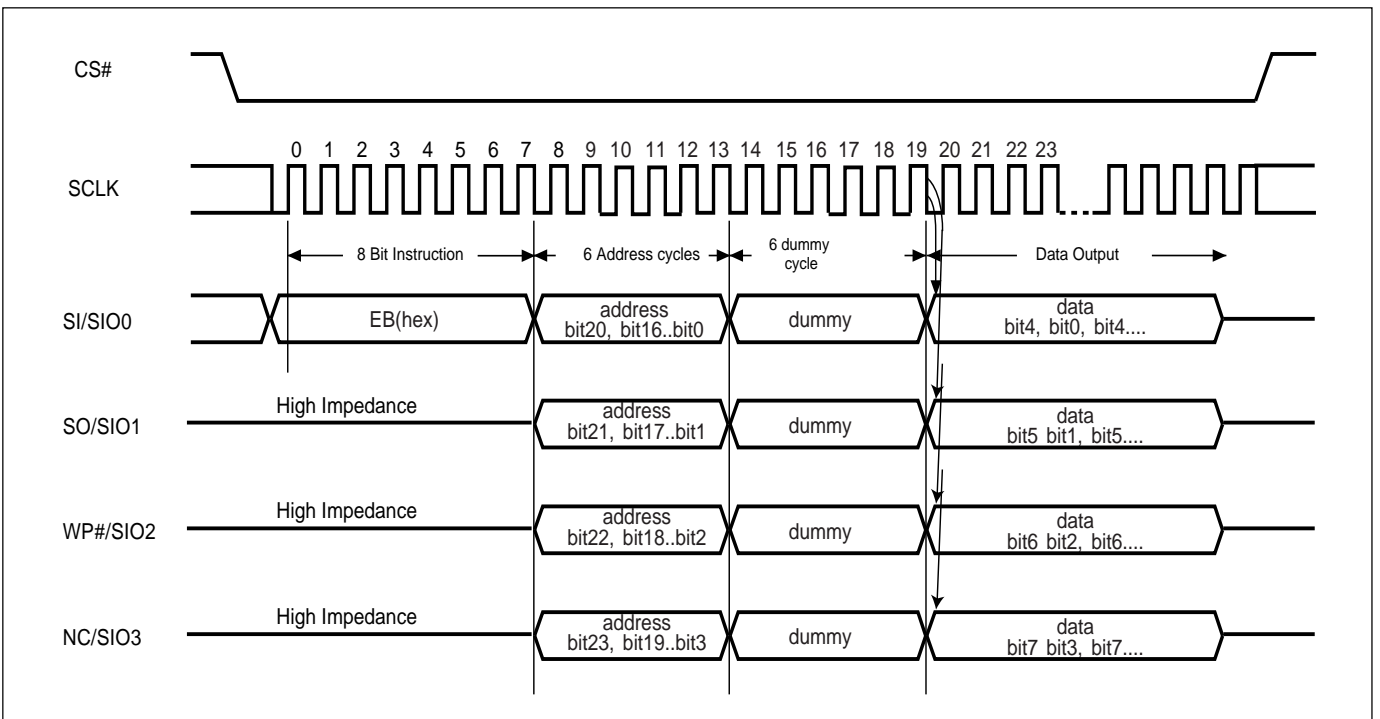 CS#
0 1 2 3 4 5 6 7 8 9 10 11 12 13 14 15 16 17 18 19 20 21 22 23
SCLK
8 Bit Instruction
6 Address cycles
6 dummy
cycle
Data Output
SI/SIO0
EB(hex)
address
bit20, bit16..bit0
dummy
data
bit4, bit0, bit4....
SO/SIO1
High Impedance
address
bit21, bit17..bit1
dummy
data
bit5 bit1, bit5....
WP#/SIO2
High Impedance
address
bit22, bit18..bit2
dummy
data
bit6 bit2, bit6....
NC/SIO3
High Impedance
address
bit23, bit19..bit3
dummy
data
bit7 bit3, bit7....